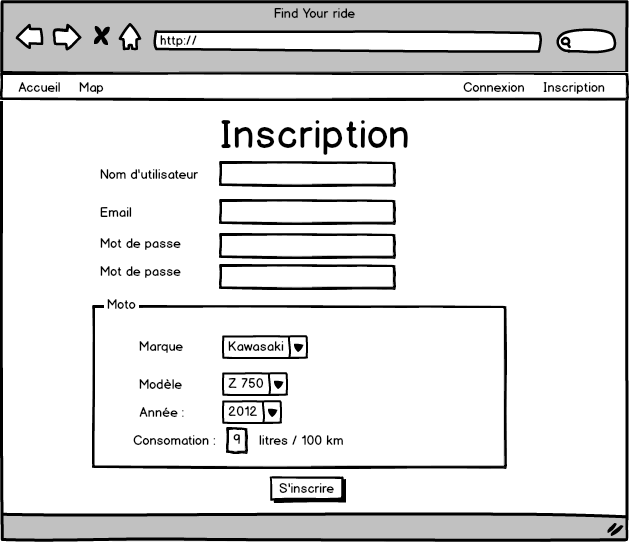 Find Your ride
http://
Accueil Map Connexion Inscription
Inscription
Nom d'utilisateur
Email
Mot de passe
Mot de passe
Moto
Marque Kawasaki
Modèle Z 750
Année : 2012
Consomation : 9 litres / 100 km
S'inscrire